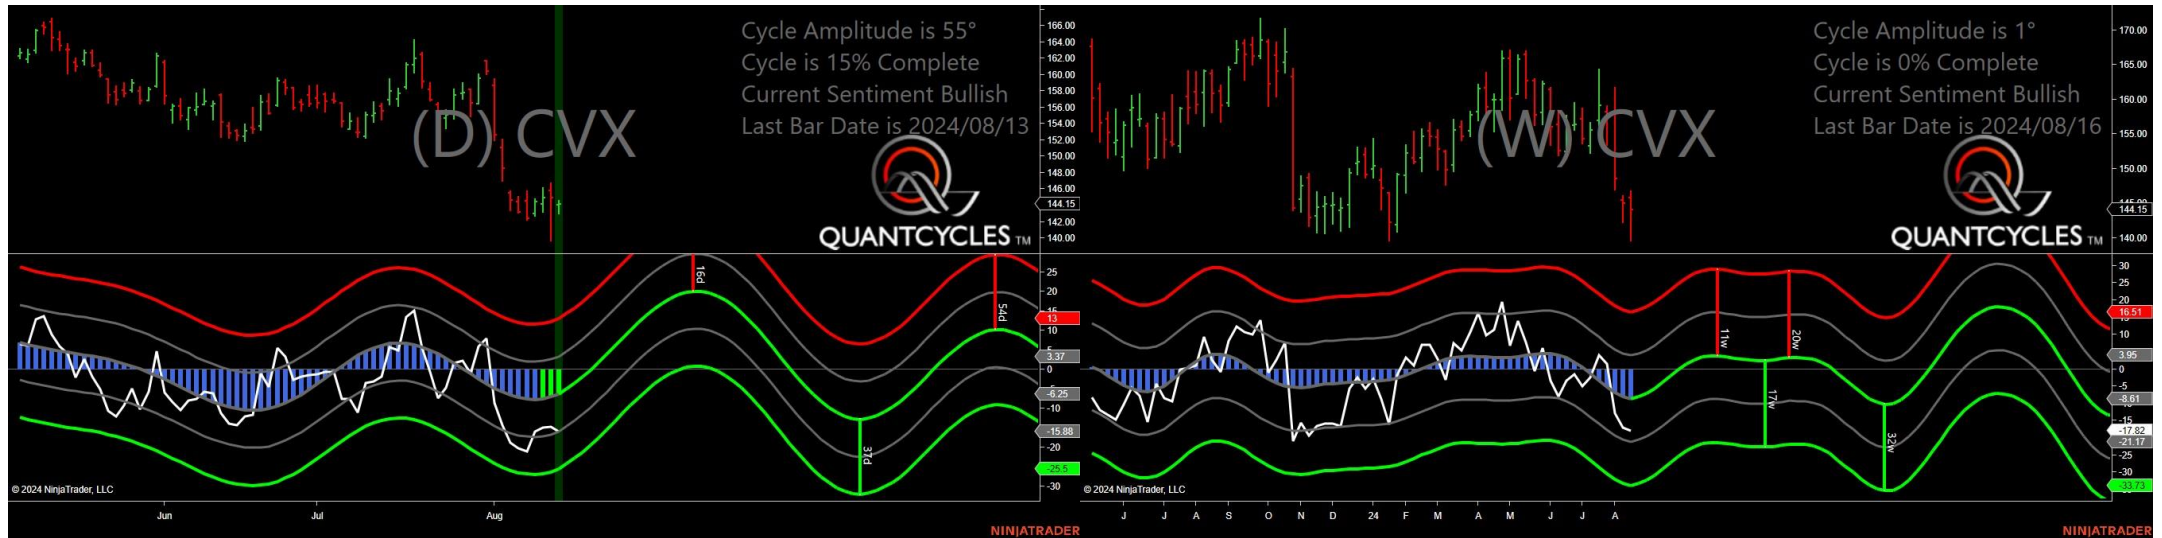 Cycle Amplitude is 55°
Cycle is 15% Complete
Current Sentiment Bullish
Last Bar Date is 2024/08/13
(D) CVX
QUANTCYCLES TM
166.00
164.00
162.00
160.00
158.00
156.00
154.00
152.00
150.00
148.00
146.00
144.15
142.00
140.00
16d
37d
54d
25
20
15
13
10
5
3.37
0
-6.25
-10
-15.88
-20
-25.5
-30
© 2024 NinjaTrader, LLC
Jun Jul Aug
NINJATRADER
Cycle Amplitude is 1°
Cycle is 0% Complete
Current Sentiment Bullish
Last Bar Date is 2024/08/16
(W) CVX
QUANTCYCLES TM
170.00
165.00
160.00
155.00
150.00
145.00
144.15
140.00
11w
20w
17w
32w
30
25
20
16.51
10
3.95
0
-5
-8.61
-15
-17.82
-21.17
-25
-30
-33.73
© 2024 NinjaTrader, LLC
J J A S O N D 24 F M A M J J A
NINJATRADER